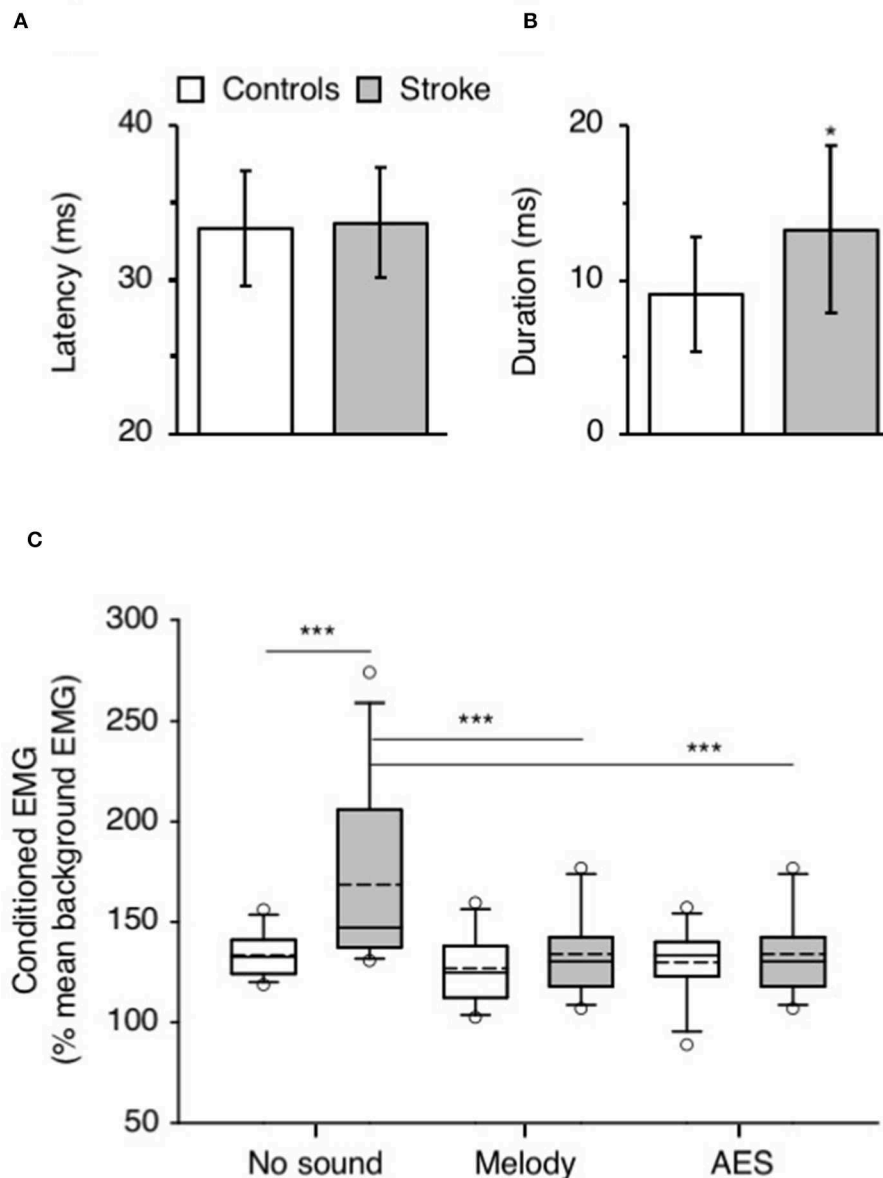 A
B
Controls Stroke
40
30
20
Latency (ms)
20
10
0
Duration (ms)
*
C
300
250
200
150
100
50
Conditioned EMG
(% mean background EMG)
***
***
***
No sound Melody AES